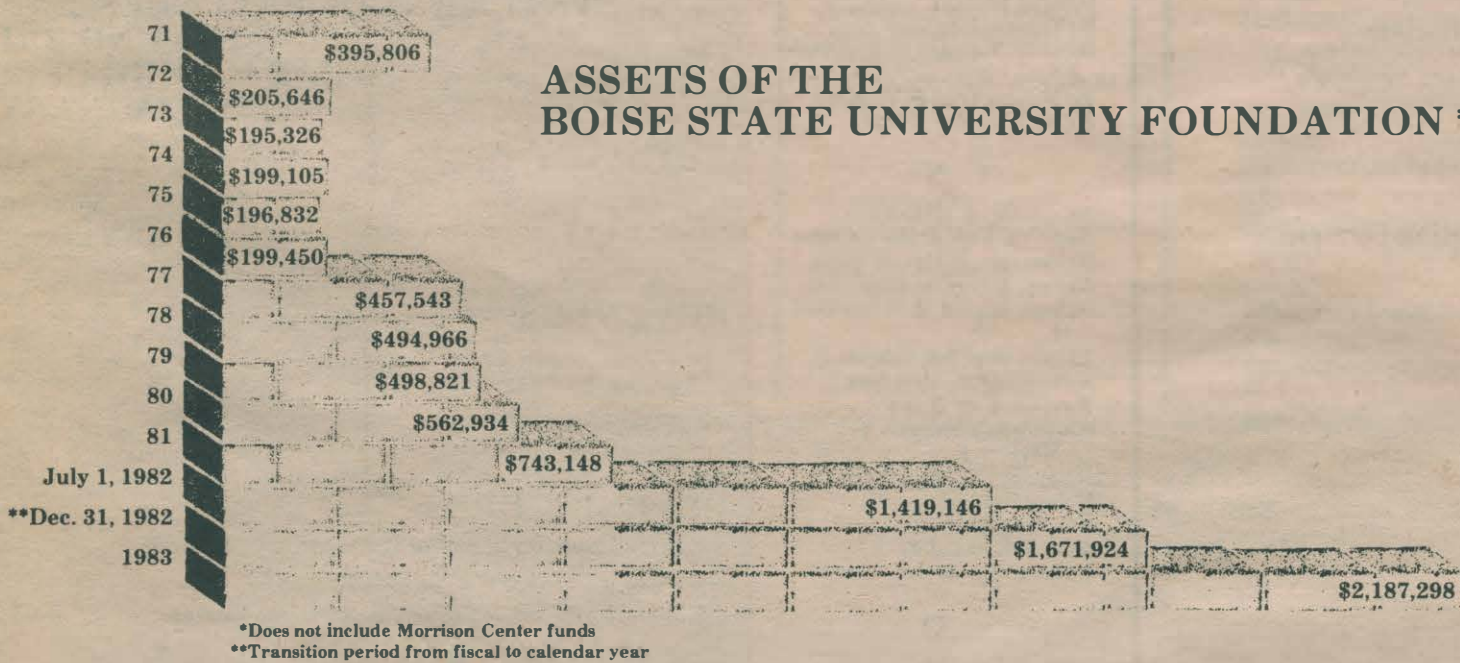 ASSETS OF THE
BOISE STATE UNIVERSITY FOUNDATION *
71 $395,806
72 $205,646
73 $195,326
74 $199,105
75 $196,832
76 $199,450
77 $457,543
78 $494,966
79 $498,821
80 $562,934
81 $743,148
July 1, 1982 $1,419,146
**Dec. 31, 1982 $1,671,924
1983 $2,187,298
*Does not include Morrison Center funds
**Transition period from fiscal to calendar year